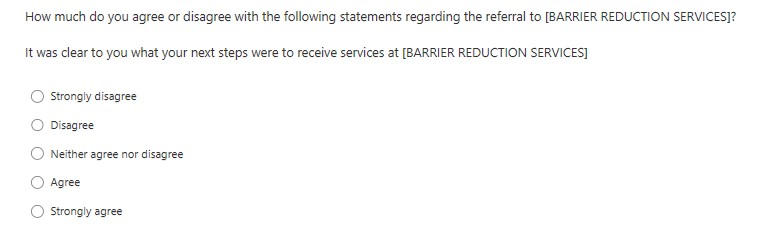 How much do you agree or disagree with the following statements regarding the referral to [BARRIER REDUCTION SERVICES]?
It was clear to you what your next steps were to receive services at [BARRIER REDUCTION SERVICES]
Strongly disagree
Disagree
Neither agree nor disagree
Agree
Strongly agree